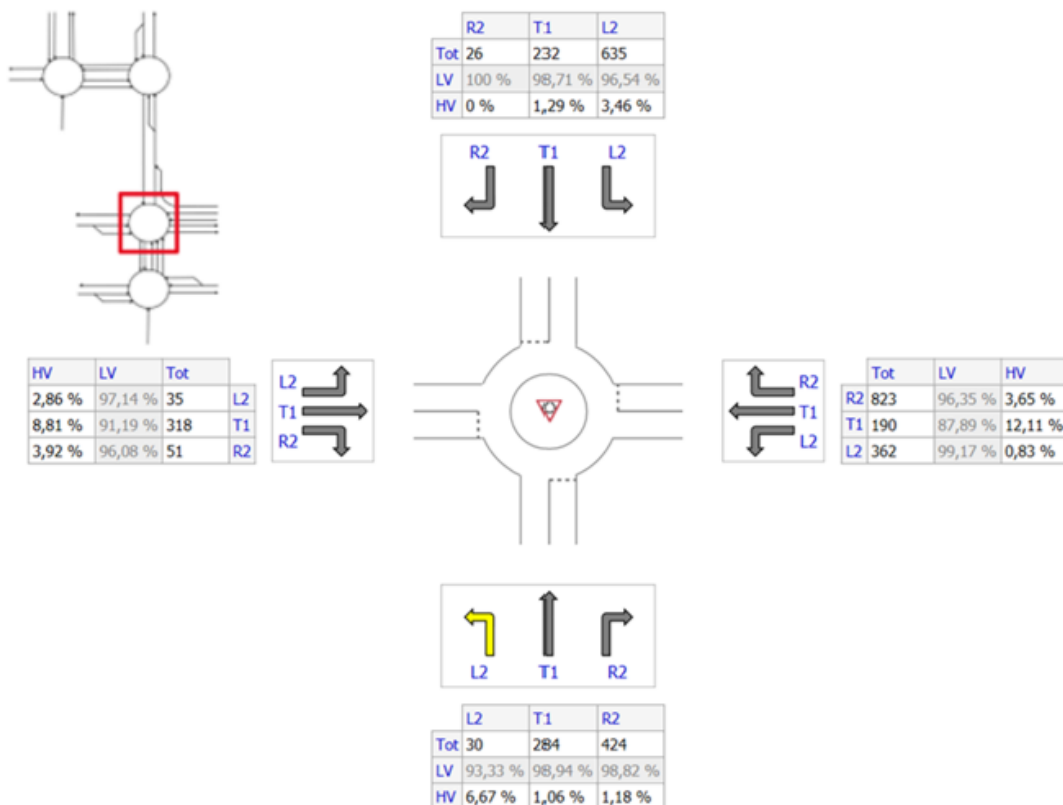 R2 T1 L2
Tot 26 232 635
LV 100 % 98,71 % 96,54 %
HV 0 % 1,29 % 3,46 %
R2 T1 L2
HV LV Tot
2,86 % 97,14 % 35 L2
8,81 % 91,19 % 318 T1
3,92 % 96,08 % 51 R2
L2
T1
R2
R2
T1
L2
Tot LV HV
R2 823 96,35 % 3,65 %
T1 190 87,89 % 12,11 %
L2 362 99,17 % 0,83 %
L2 T1 R2
L2 T1 R2
Tot 30 284 424
LV 93,33 % 98,94 % 98,82 %
HV 6,67 % 1,06 % 1,18 %